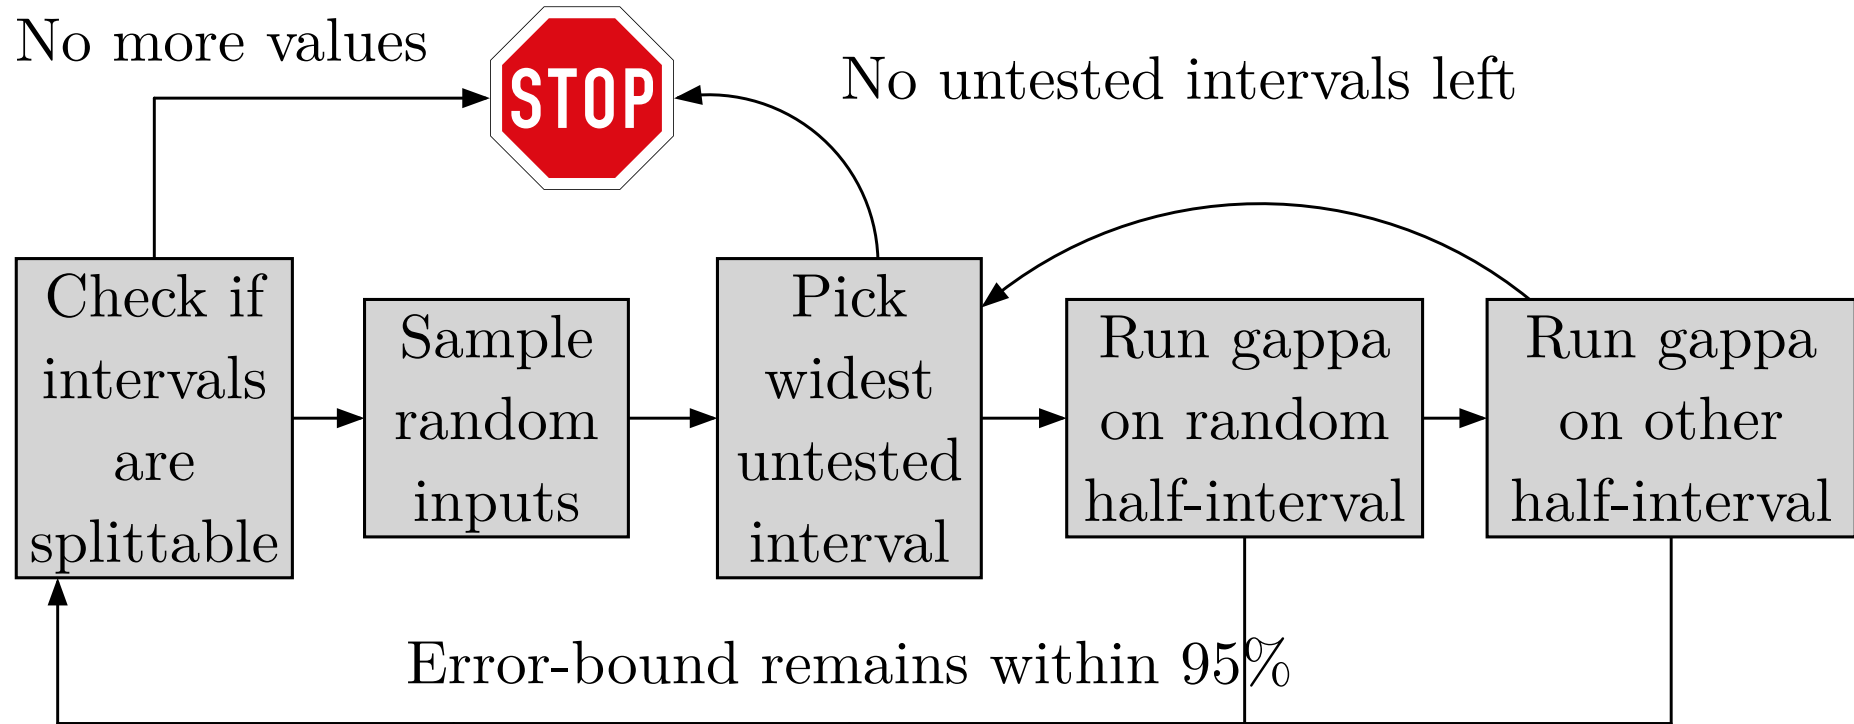 No more values
STOP
No untested intervals left
Check if
intervals
are
splittable
Sample
random
inputs
Pick
widest
untested
interval
Run gappa
on random
half-interval
Run gappa
on other
half-interval
Error-bound remains within 95%